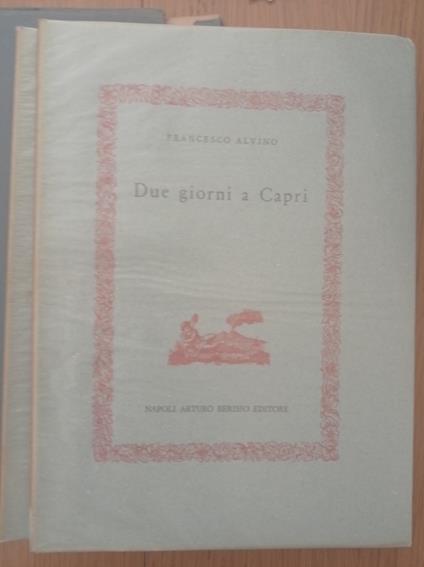 FRANCESCO ALVINO
Due giorni a Capri
NAPOLI ARTURO BERISIO EDITORE